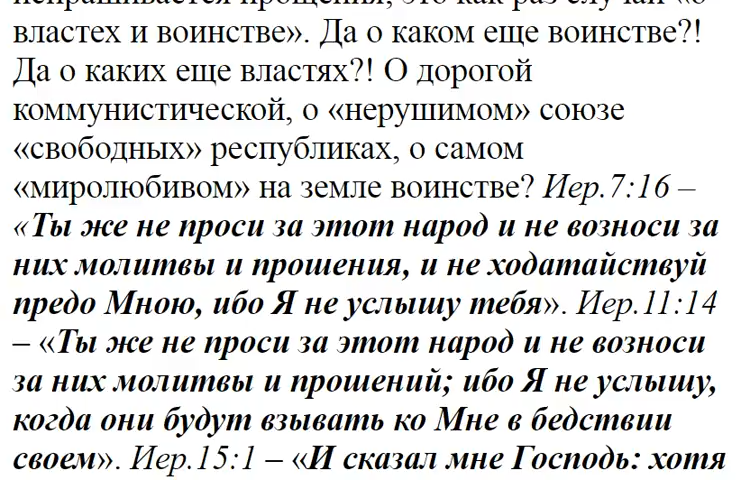 властех и воинстве». Да о каком еще воинстве?!
Да о каких еще властях?! О дорогой
коммунистической, о «нерушимом» союзе
«свободных» республиках, о самом
«миролюбивом» на земле воинстве? Иер.7:16 –
«Ты же не проси за этот народ и не возноси за
них молитвы и прошения, и не ходатайствуй
предо Мною, ибо Я не услышу тебя». Иер.11:14
– «Ты же не проси за этот народ и не возноси
за них молитвы и прошений; ибо Я не услышу,
когда они будут взывать ко Мне в бедствии
своем». Иер.15:1 – «И сказал мне Господь: хотя